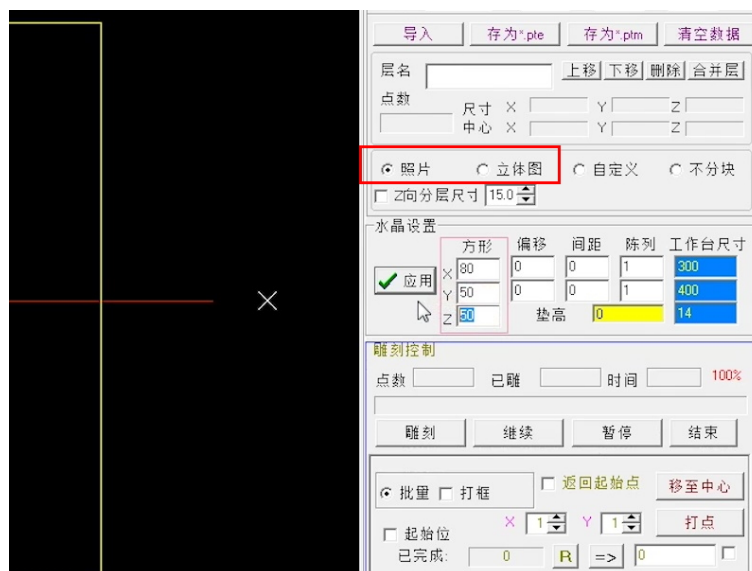 导入 存为*.pte 存为*.ptm 清空数据
层名 上移 下移 删除 合并层
点数 尺寸 X Y Z
中心 X Y Z
照片 立体图 自定义 不分块
Z向分层尺寸 15.0
水晶设置
方形 偏移 间距 陈列 工作台尺寸
应用 X 80 0 0 1 300
Y 50 0 0 1 400
Z 50 垫高 0 14
雕刻控制
点数 已雕 时间 100%
雕刻 继续 暂停 结束
批量 打框 返回起始点 移至中心
起始位 X 1 Y 1 打点
已完成: 0 R => 0